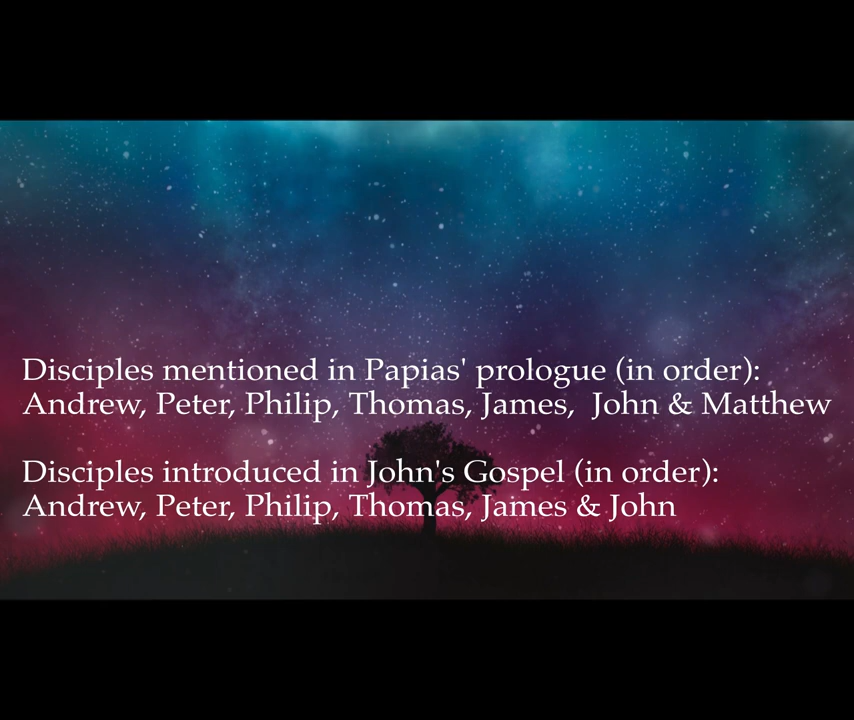 Disciples mentioned in Papias' prologue (in order):
Andrew, Peter, Philip, Thomas, James, John & Matthew
Disciples introduced in John's Gospel (in order):
Andrew, Peter, Philip, Thomas, James & John